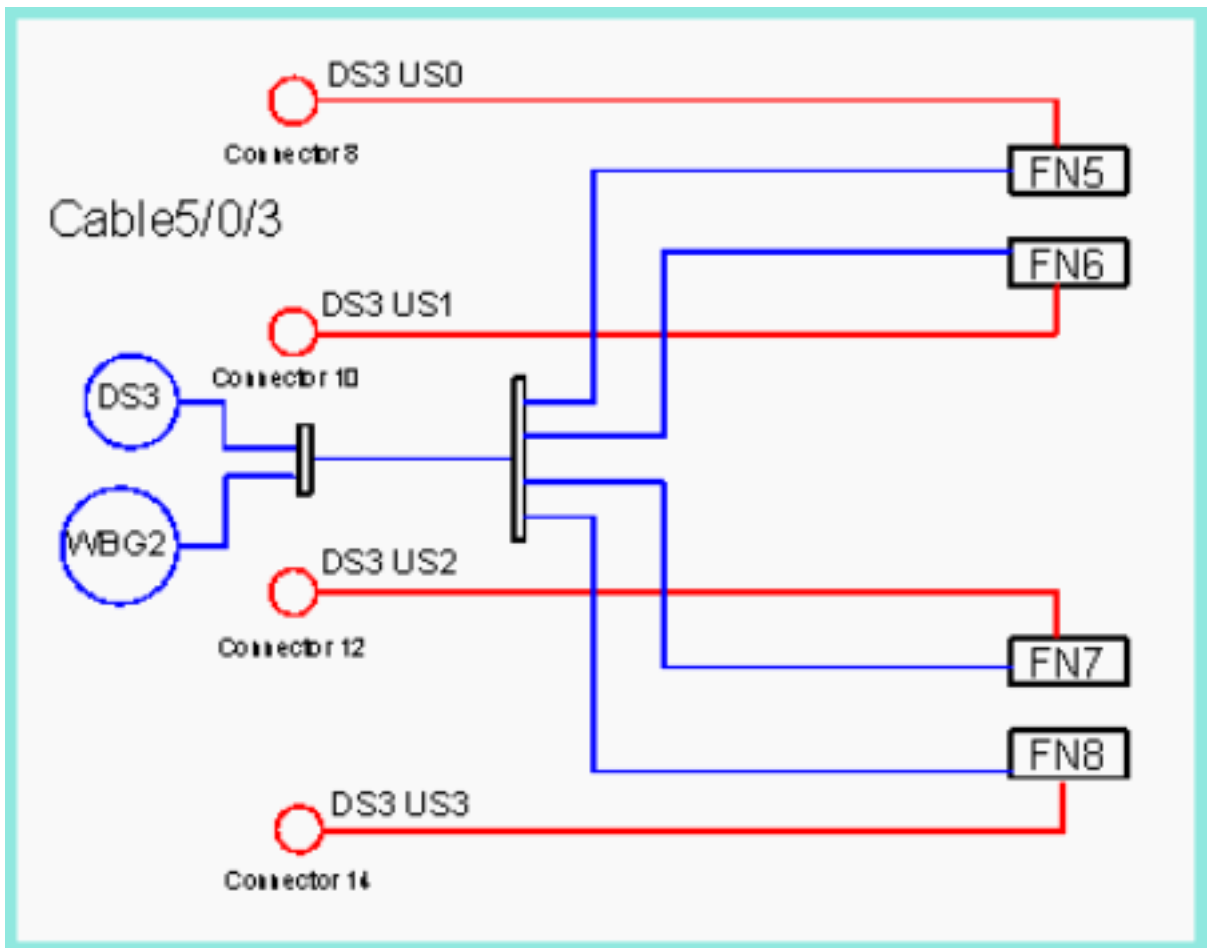 DS3 US0
Connector 8
FN5
Cable5/0/3
FN6
DS3 US1
Connector 10
DS3
WBG2
DS3 US2
Connector 12
FN7
FN8
DS3 US3
Connector 14